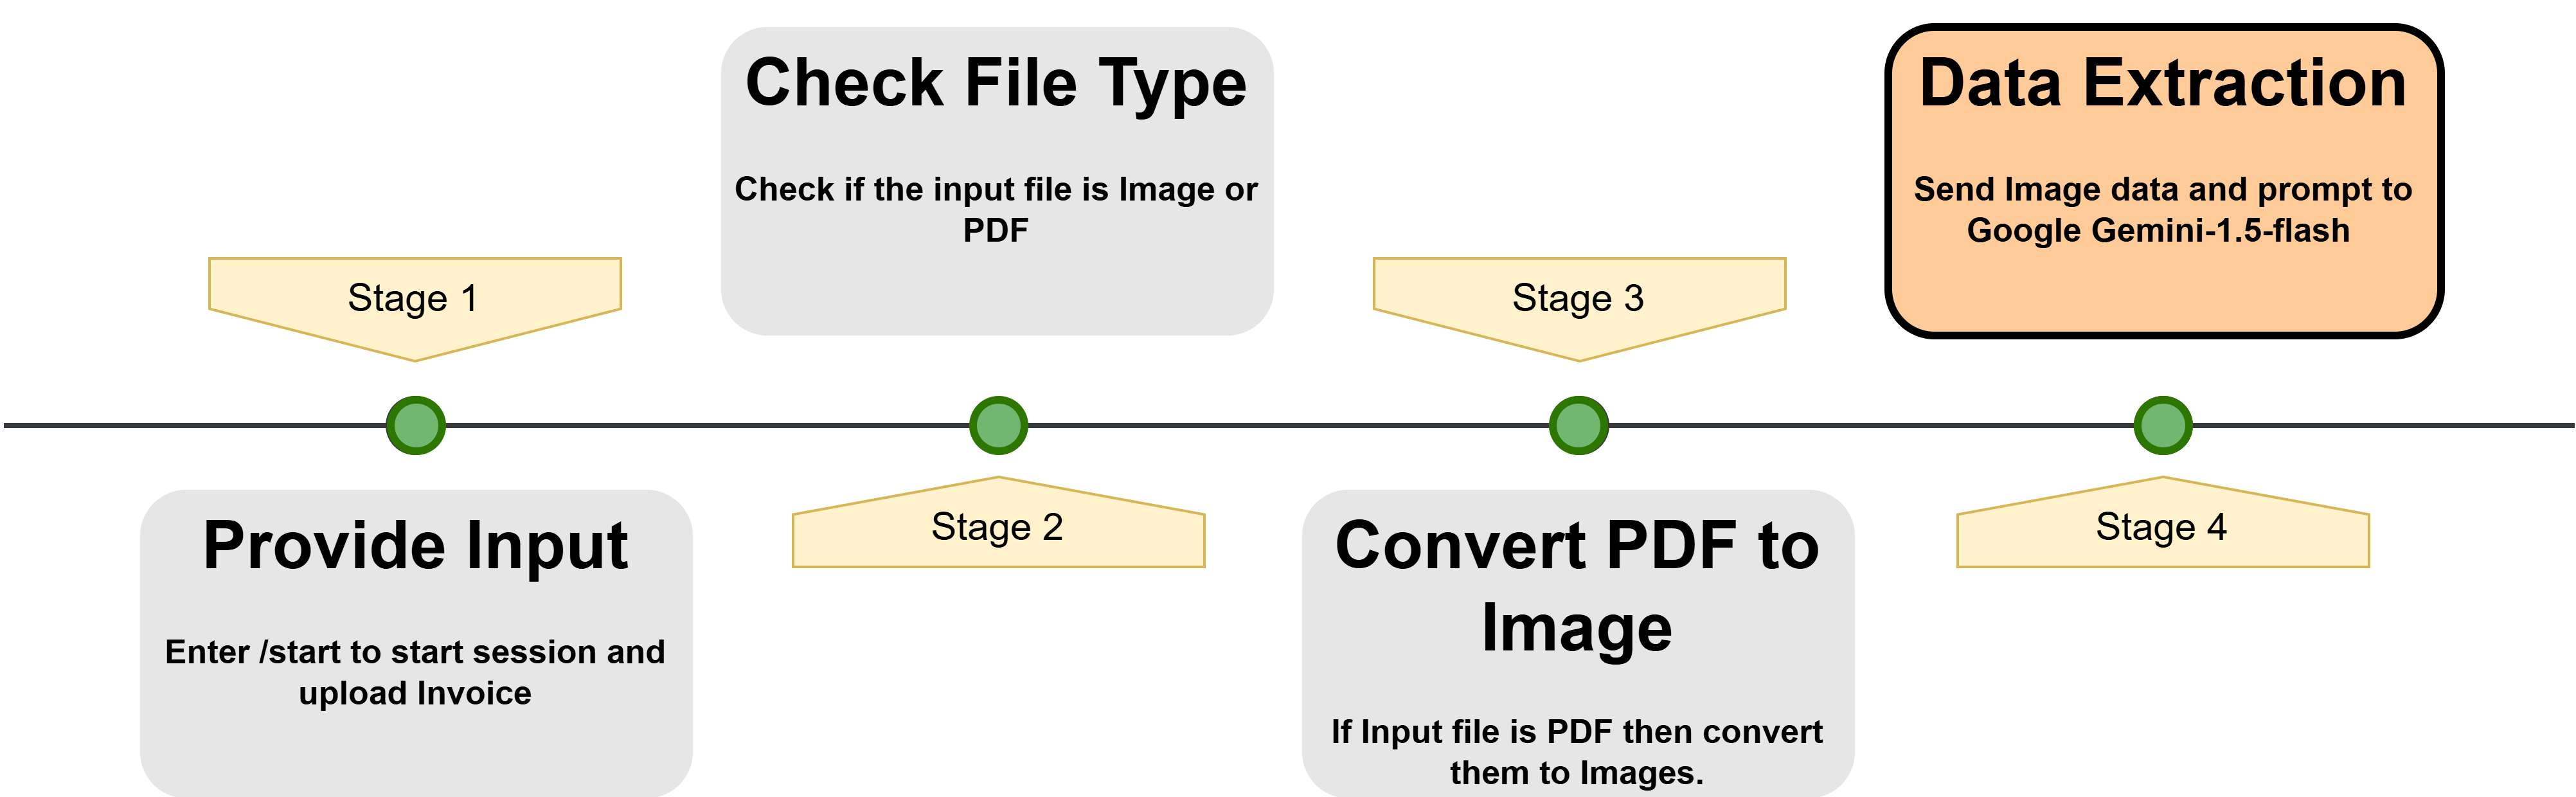 Stage 1
Provide Input
Enter /start to start session and
upload Invoice
Check File Type
Check if the input file is Image or
PDF
Stage 2
Stage 3
Convert PDF to
Image
If Input file is PDF then convert
them to Images.
Data Extraction
Send Image data and prompt to
Google Gemini-1.5-flash
Stage 4